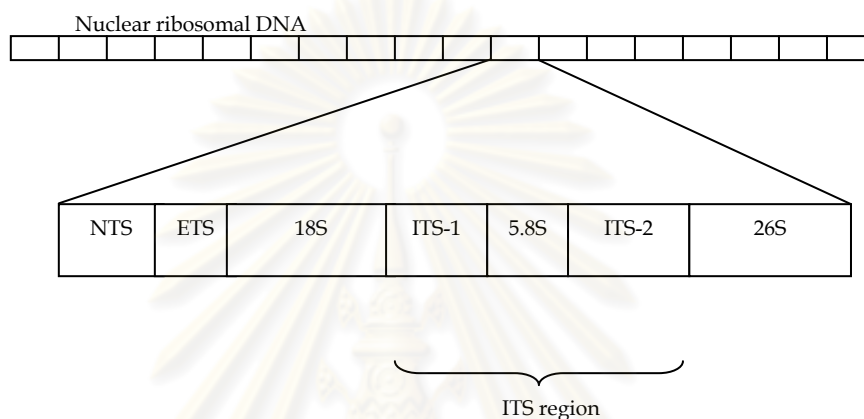 Nuclear ribosomal DNA
NTS ETS 18S ITS-1 5.8S ITS-2 26S
ITS region